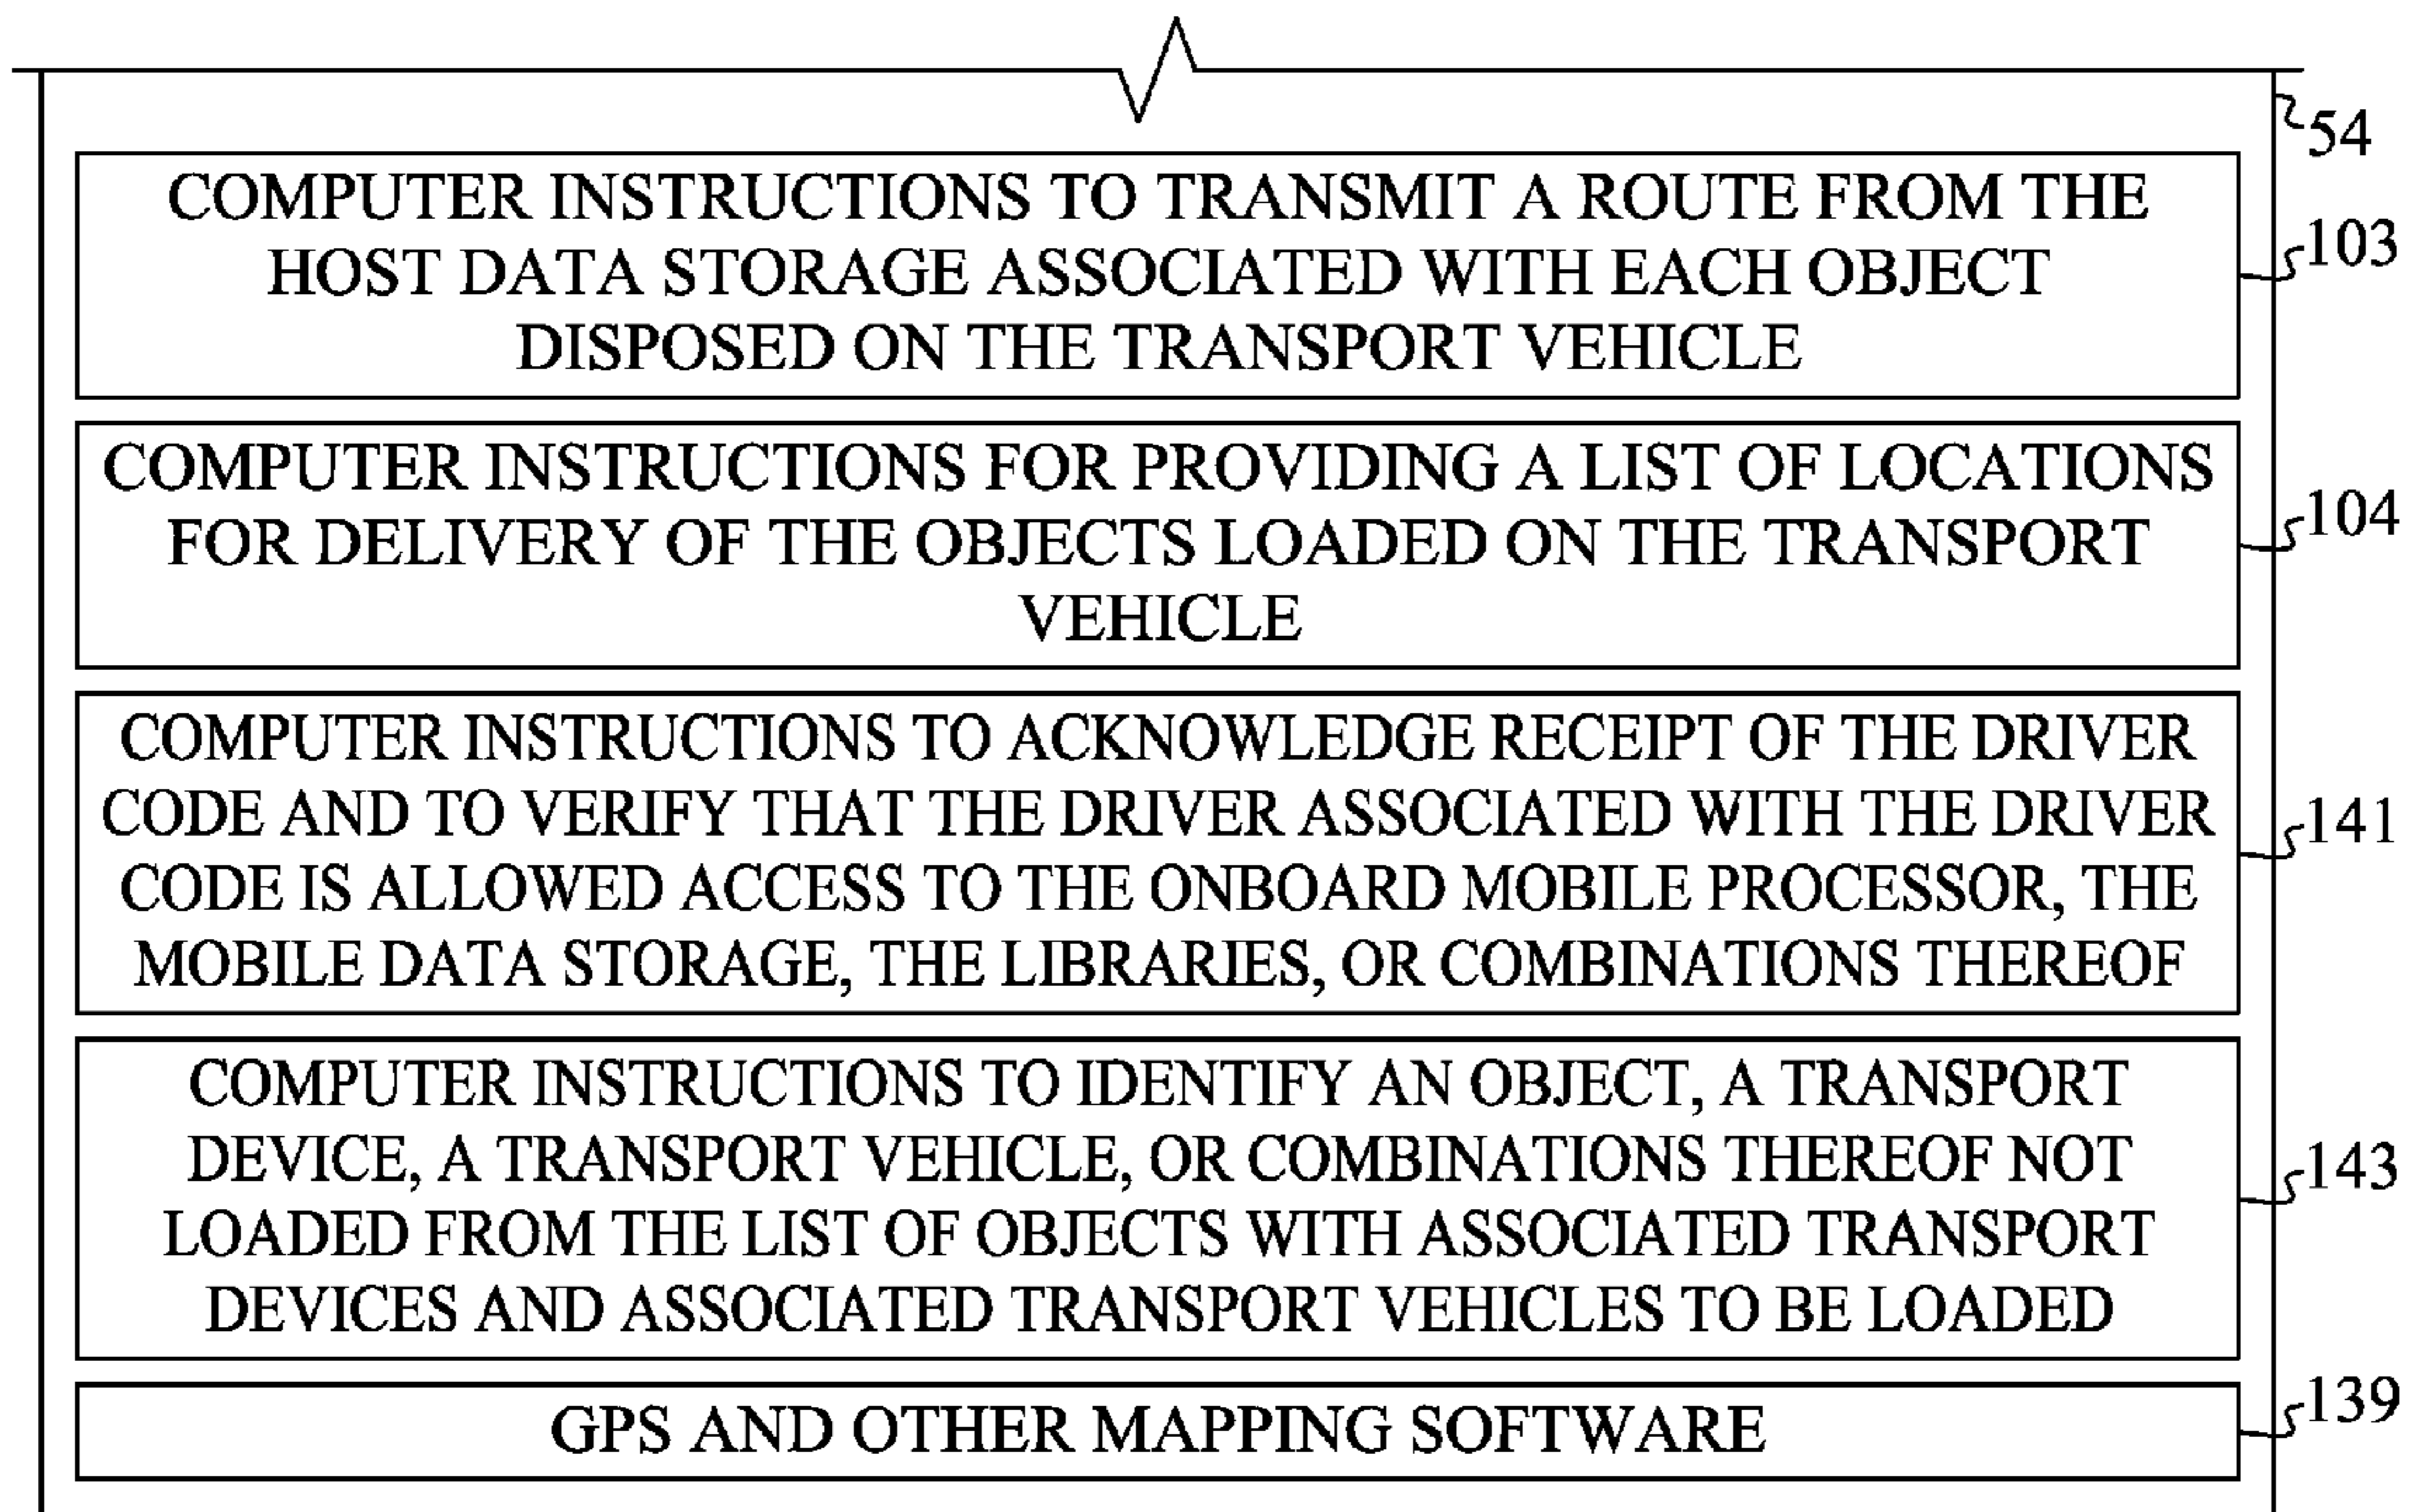 54
COMPUTER INSTRUCTIONS TO TRANSMIT A ROUTE FROM THE
HOST DATA STORAGE ASSOCIATED WITH EACH OBJECT
DISPOSED ON THE TRANSPORT VEHICLE
103
COMPUTER INSTRUCTIONS FOR PROVIDING A LIST OF LOCATIONS
FOR DELIVERY OF THE OBJECTS LOADED ON THE TRANSPORT
VEHICLE
104
COMPUTER INSTRUCTIONS TO ACKNOWLEDGE RECEIPT OF THE DRIVER
CODE AND TO VERIFY THAT THE DRIVER ASSOCIATED WITH THE DRIVER
CODE IS ALLOWED ACCESS TO THE ONBOARD MOBILE PROCESSOR, THE
MOBILE DATA STORAGE, THE LIBRARIES, OR COMBINATIONS THEREOF
141
COMPUTER INSTRUCTIONS TO IDENTIFY AN OBJECT, A TRANSPORT
DEVICE, A TRANSPORT VEHICLE, OR COMBINATIONS THEREOF NOT
LOADED FROM THE LIST OF OBJECTS WITH ASSOCIATED TRANSPORT
DEVICES AND ASSOCIATED TRANSPORT VEHICLES TO BE LOADED
143
GPS AND OTHER MAPPING SOFTWARE
139